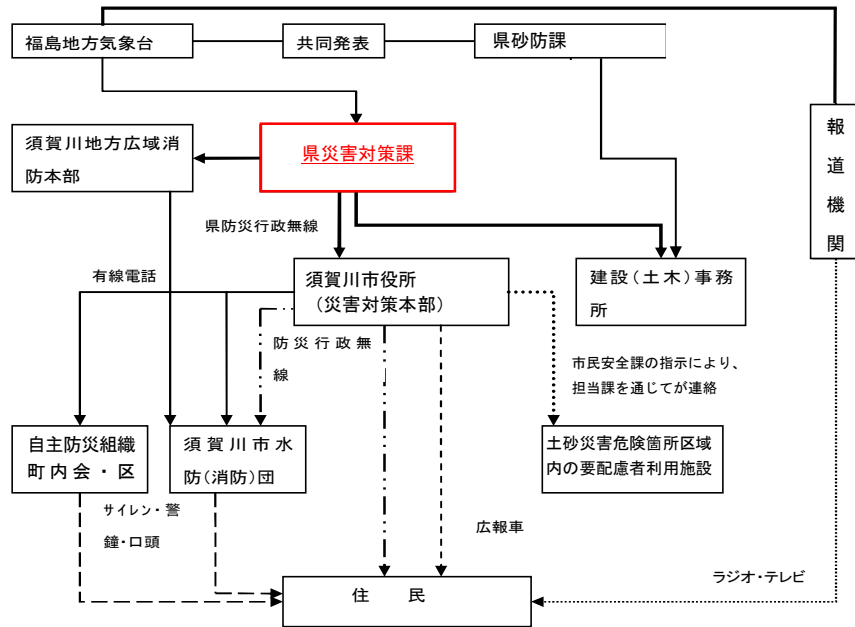 福島地方気象台
共同発表
県砂防課
報
道
機
関
須賀川地方広域消
防本部
県災害対策課
県防災行政無線
有線電話
須賀川市役所
（災害対策本部）
建設（土木）事務
所
防災行政無
線
市民安全課の指示により、
担当課を通じてが連絡
自主防災組織
町内会・区
須賀川市水
防（消防）団
土砂災害危険箇所区域
内の要配慮者利用施設
サイレン・警
鐘・口頭
広報車
ラジオ・テレビ
住　民